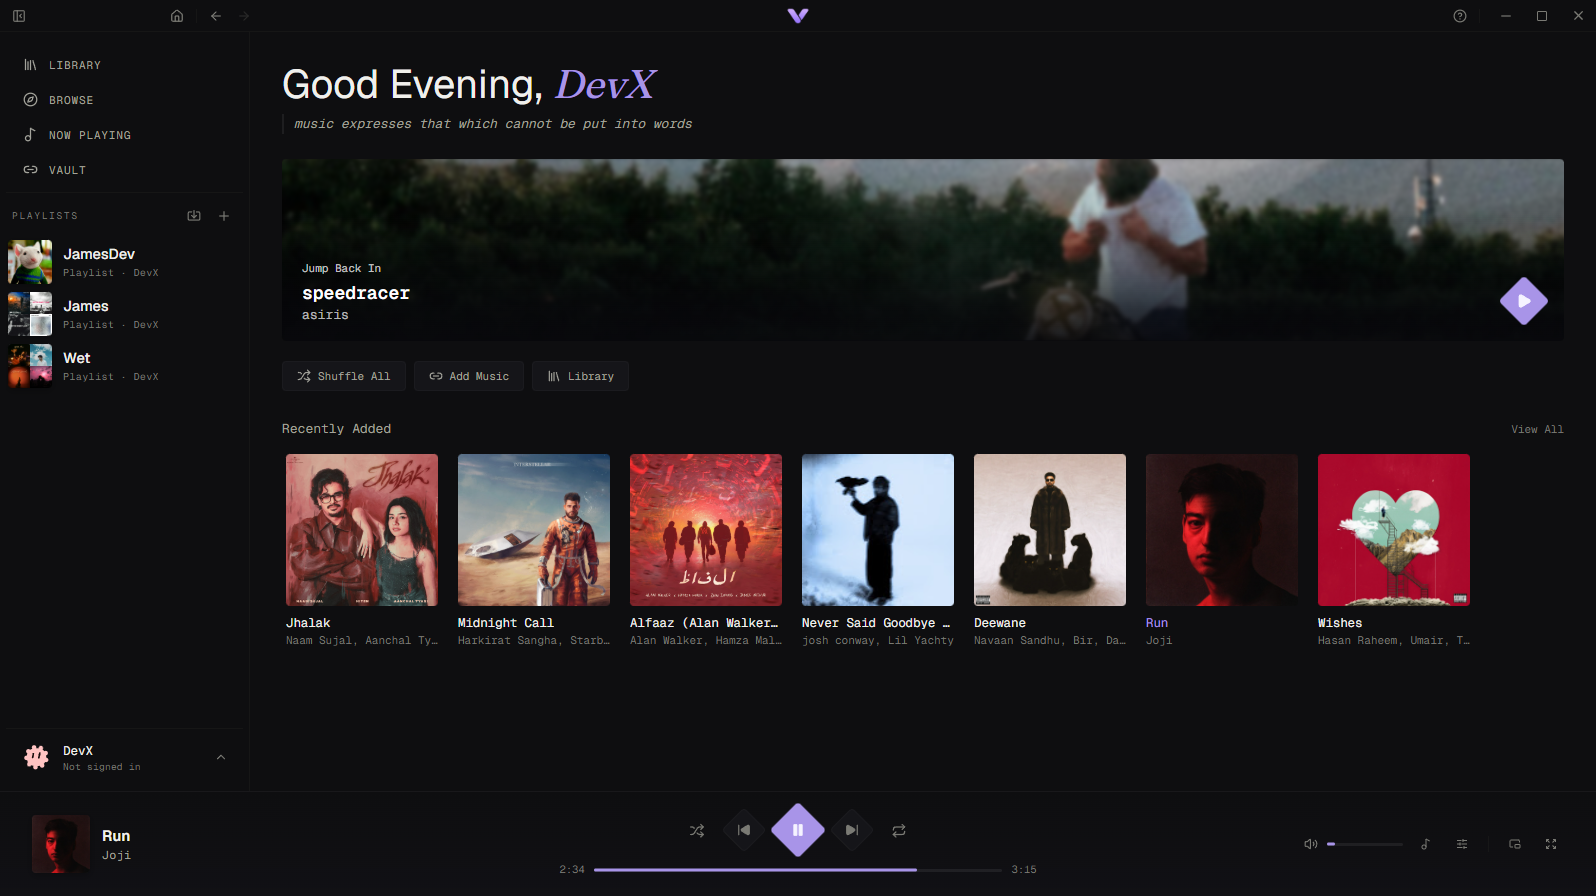 LIBRARY
BROWSE
NOW PLAYING
VAULT
PLAYLISTS
JamesDev
Playlist · DevX
James
Playlist · DevX
Wet
Playlist · DevX
DevX
Not signed in
Good Evening, DevX
music expresses that which cannot be put into words
Jump Back In
speedracer
asiris
Shuffle All
Add Music
Library
Recently Added
View All
Jhalak
Jhalak
Naam Sujal, Aanchal Ty…
Midnight Call
Harkirat Sangha, Starb…
الفاظ
Alfaaz (Alan Walker…
Alan Walker, Hamza Mal…
Never Said Goodbye …
josh conway, Lil Yachty
Deewane
Navaan Sandhu, Bir, Da…
Run
Joji
Wishes
Hasan Raheem, Umair, T…
Run
Joji
2:34
3:15